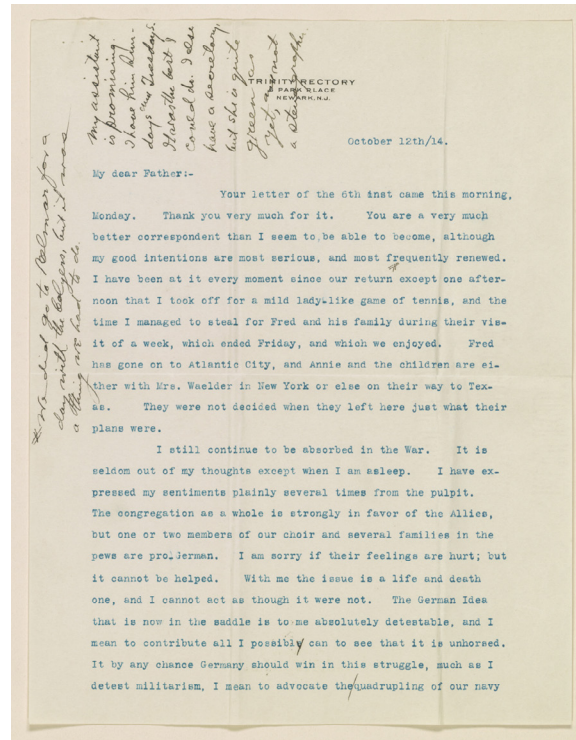 My assistant
is promising.
I have him Sun-
days and Tuesdays.
It was the best I
could do. I also
have a secretary,
but she is quite
green as
yet, and not
a stenographer.
TRINITY RECTORY
PARK PLACE
NEWARK, N.J.
October 12th/14.
My dear Father:-
Your letter of the 6th inst came this morning,
Monday. Thank you very much for it. You are a very much
better correspondent than I seem to be able to become, although
my good intentions are most serious, and most frequently renewed.
I have been at it every moment since our return except one after-
noon that I took off for a mild lady-like game of tennis, and the
time I managed to steal for Fred and his family during their vis-
it of a week, which ended Friday, and which we enjoyed. Fred
has gone on to Atlantic City, and Annie and the children are ei-
ther with Mrs. Waelder in New York or else on their way to Tex-
as. They were not decided when they left here just what their
plans were.
I still continue to be absorbed in the War. It is
seldom out of my thoughts except when I am asleep. I have ex-
pressed my sentiments plainly several times from the pulpit.
The congregation as a whole is strongly in favor of the Allies,
but one or two members of our choir and several families in the
pews are pro-German. I am sorry if their feelings are hurt; but
it cannot be helped. With me the issue is a life and death
one, and I cannot act as though it were not. The German Idea
that is now in the saddle is to me absolutely detestable, and I
mean to contribute all I possibly can to see that it is unhorsed.
It by any chance Germany should win in this struggle, much as I
detest militarism, I mean to advocate the quadrupling of our navy
* We did go to Belmar for a
day with the but it was
a thing we had to do.